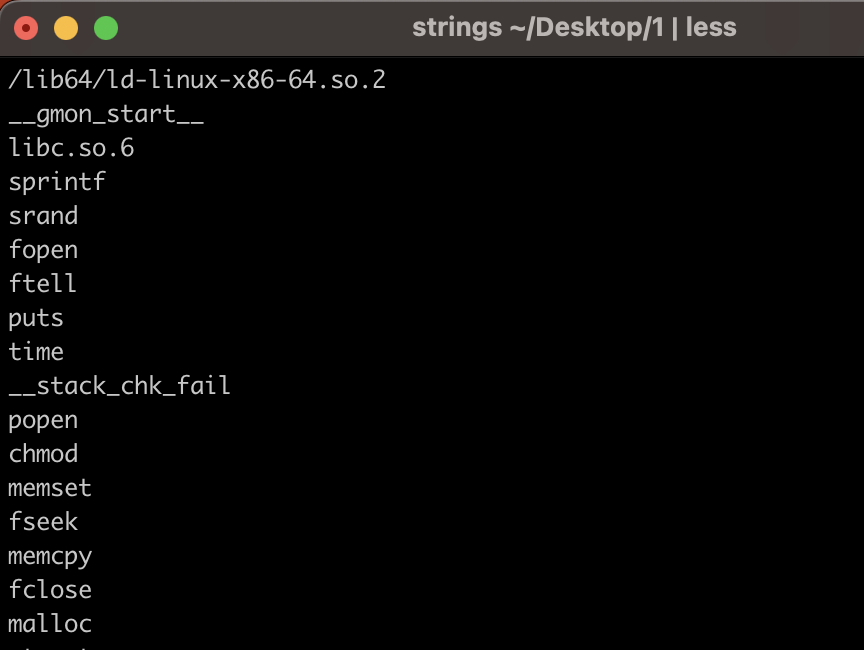 strings ~/Desktop/1 | less
/lib64/ld-linux-x86-64.so.2
__gmon_start__
libc.so.6
sprintf
srand
fopen
ftell
puts
time
__stack_chk_fail
popen
chmod
memset
fseek
memcpy
fclose
malloc